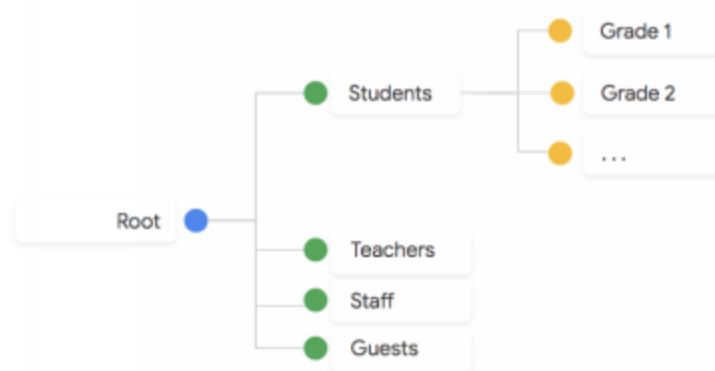 Root
Students
Grade 1
Grade 2
...
Teachers
Staff
Guests